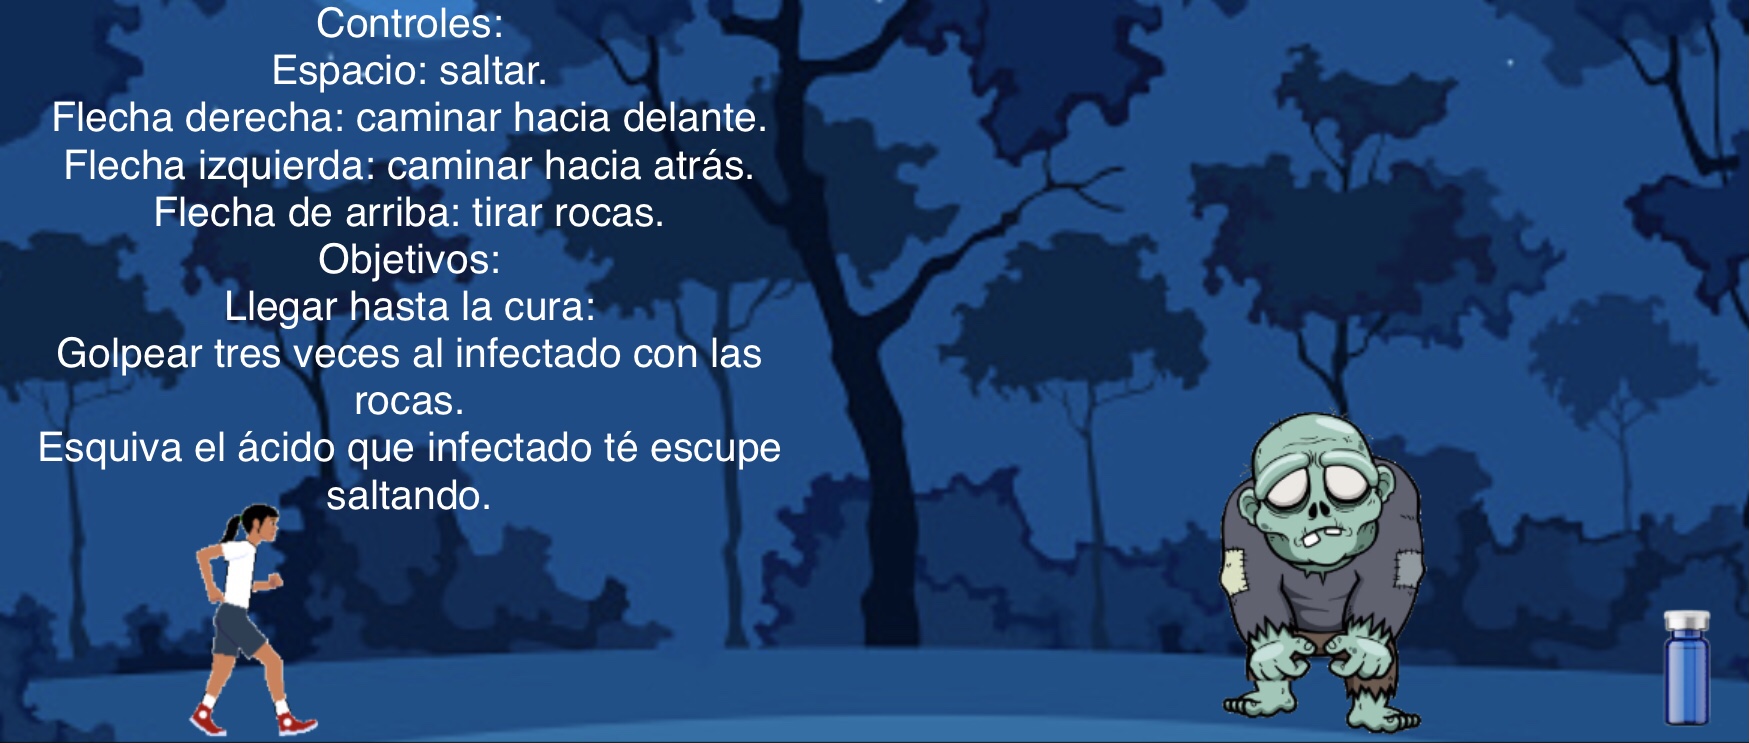 Controles:
Espacio: saltar.
Flecha derecha: caminar hacia delante.
Flecha izquierda: caminar hacia atrás.
Flecha de arriba: tirar rocas.
Objetivos:
Llegar hasta la cura:
Golpear tres veces al infectado con las
rocas.
Esquiva el ácido que infectado té escupe
saltando.